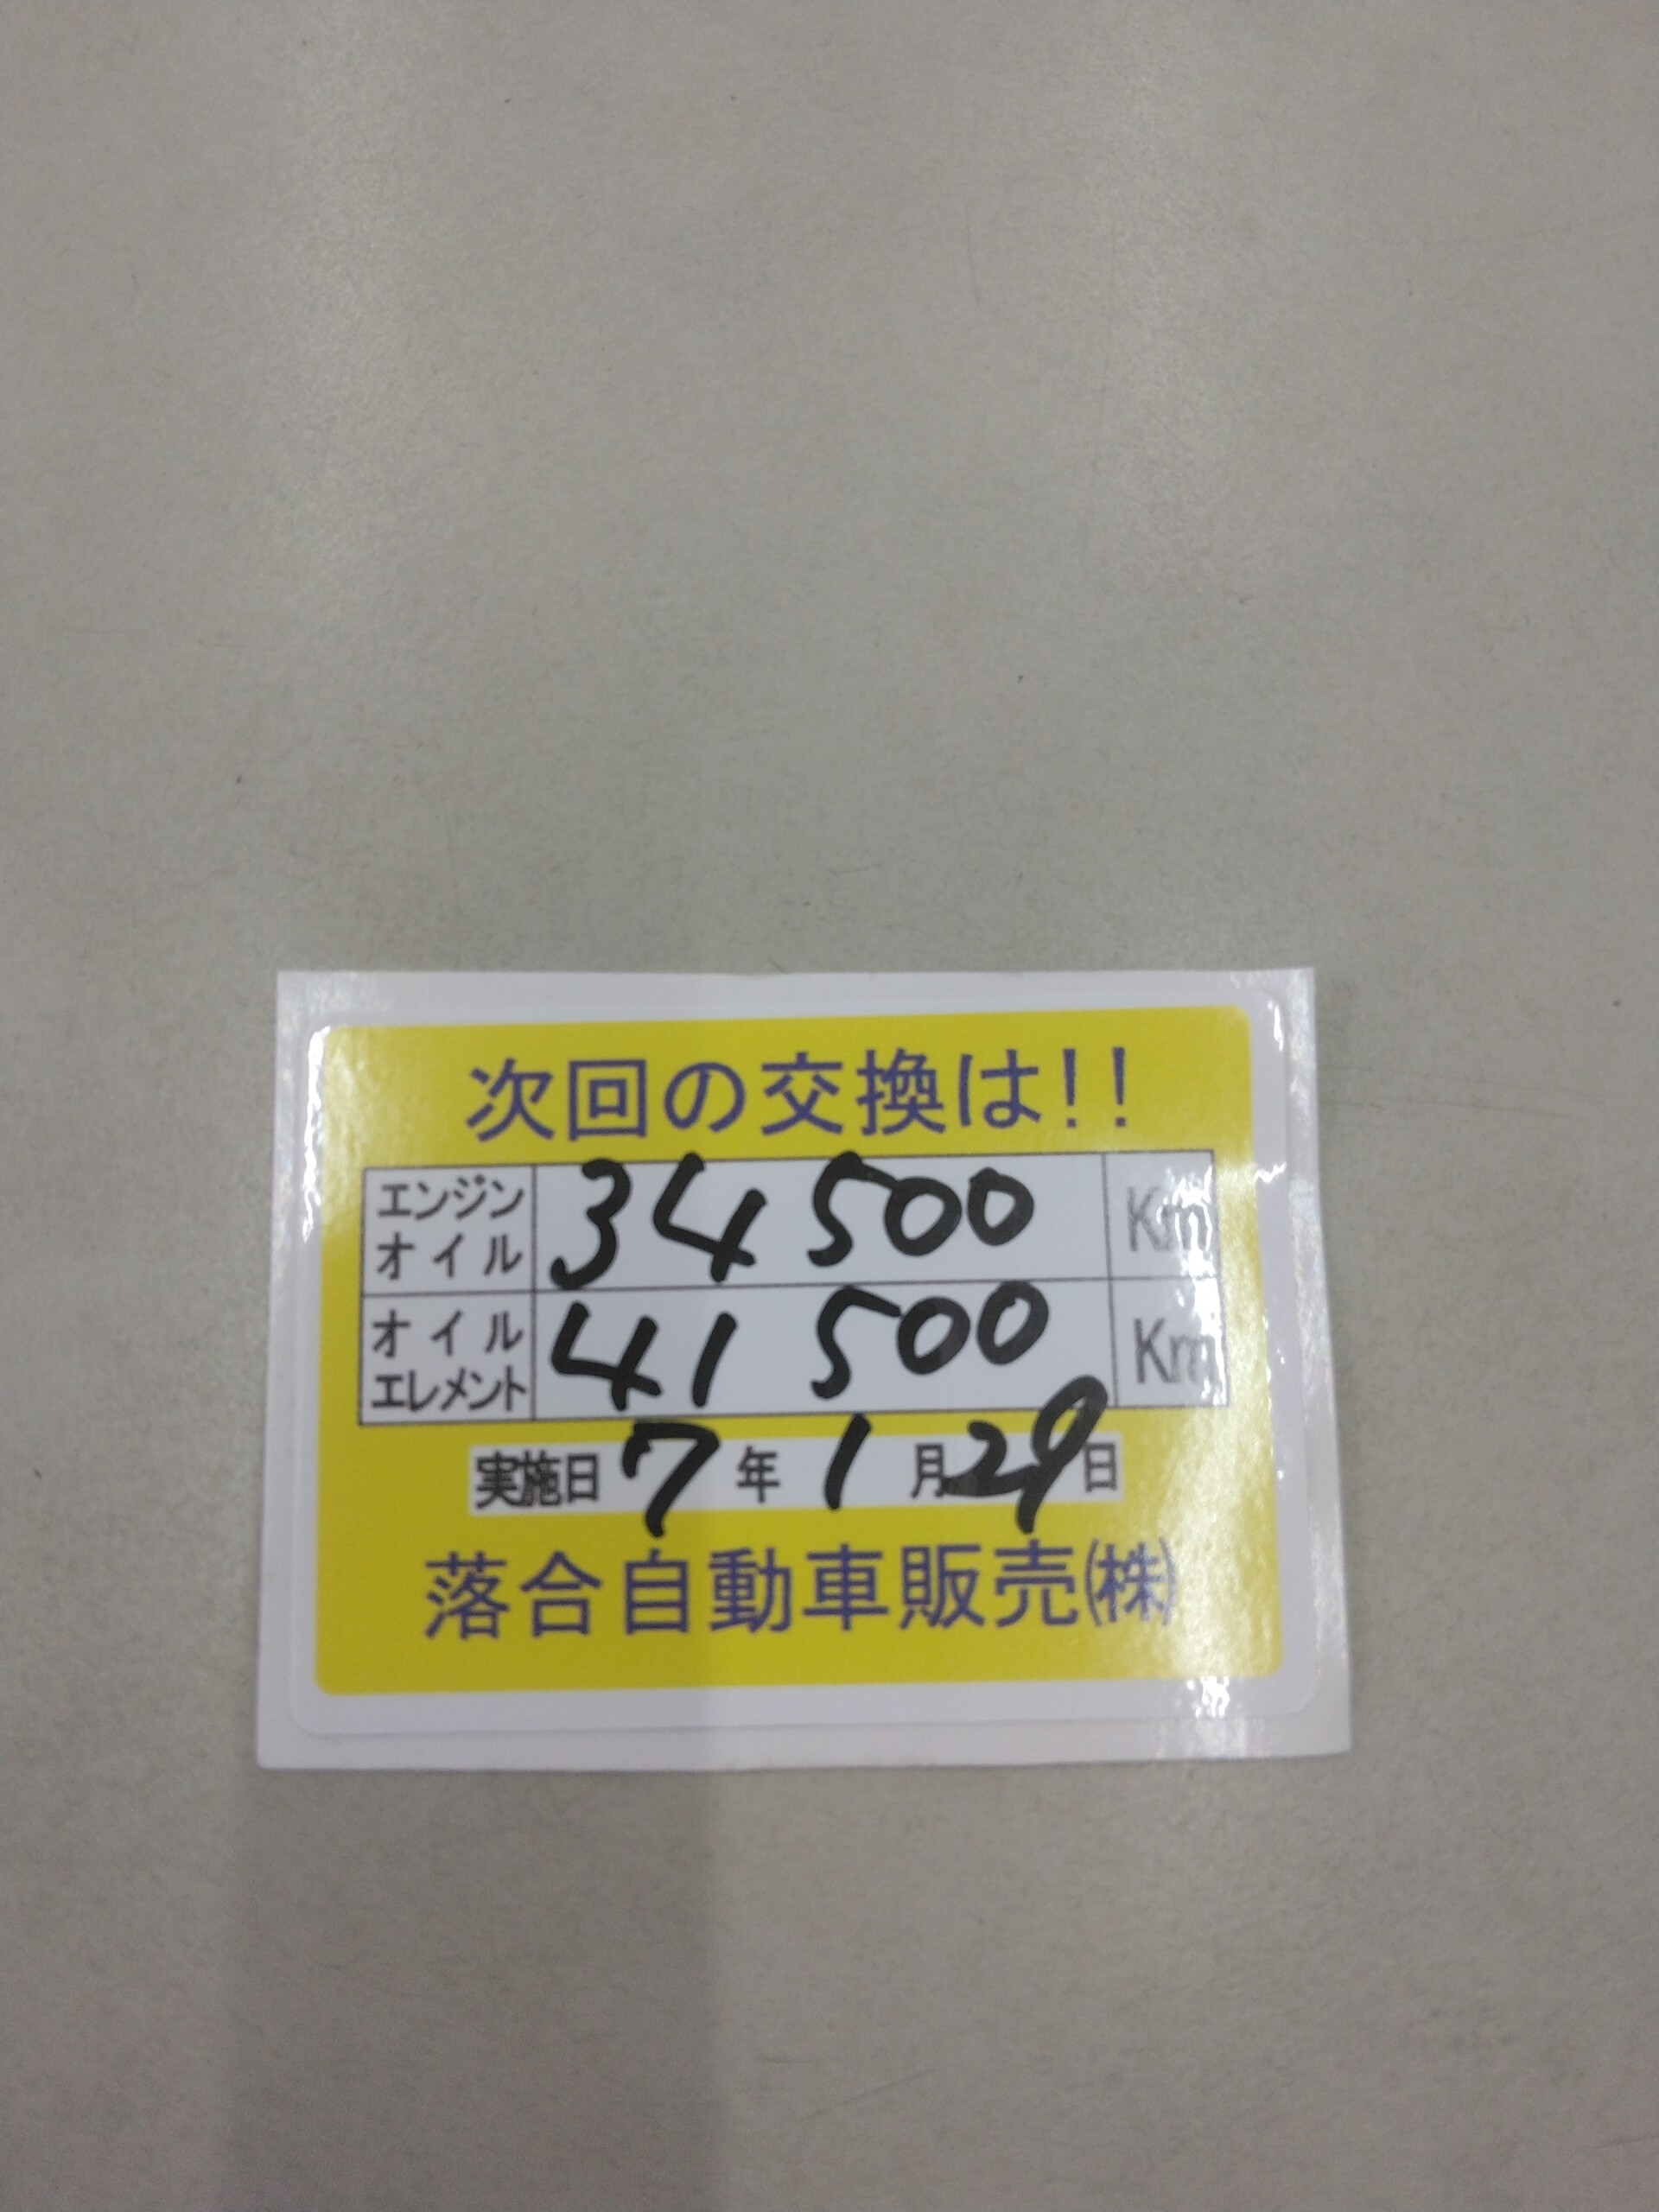 次回の交換は!!
エンジンオイル 34500 Km
オイルエレメント 41500 Km
実施日 7年1月29日
落合自動車販売㈱